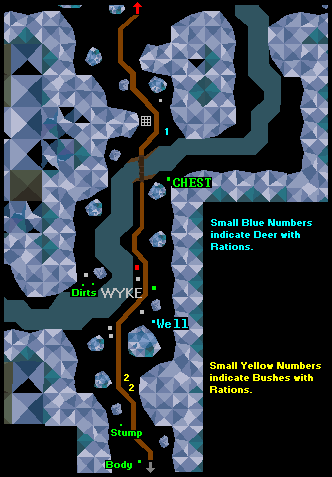 1
CHEST
Small Blue Numbers
indicate Deer with
Rations.
Dirts WYKE
Well
Small Yellow Numbers
indicate Bushes with
Rations.
2
2
Stump
Body